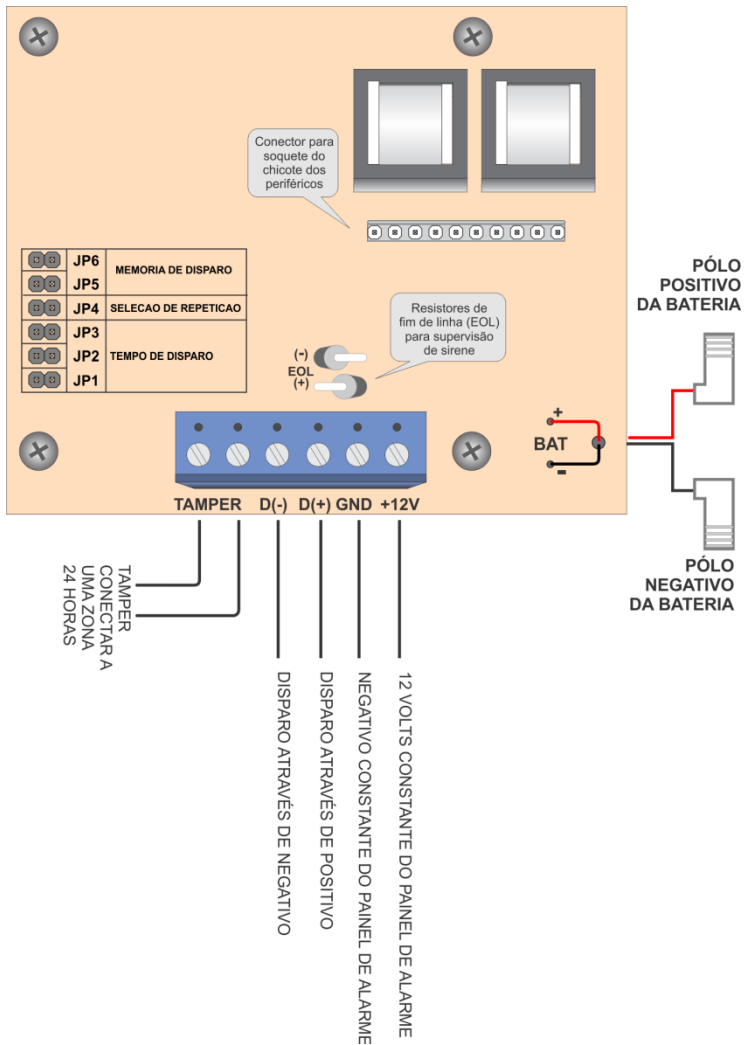 Conector para
soquete do
chicote dos
periféricos
JP6
JP5
MEMORIA DE DISPARO
JP4
SELECAO DE REPETICAO
JP3
JP2
JP1
TEMPO DE DISPARO
Resistores de
fim de linha (EOL)
para supervisão
de sirene
(-)
EOL
(+)
+
BAT
-
PÓLO
POSITIVO
DA BATERIA
PÓLO
NEGATIVO
DA BATERIA
TAMPER D(-) D(+) GND +12V
TAMPER
CONECTAR A
UMA ZONA
24 HORAS
DISPARO ATRAVÉS DE NEGATIVO
DISPARO ATRAVÉS DE POSITIVO
NEGATIVO CONSTANTE DO PAINEL DE ALARME
12 VOLTS CONSTANTE DO PAINEL DE ALARME